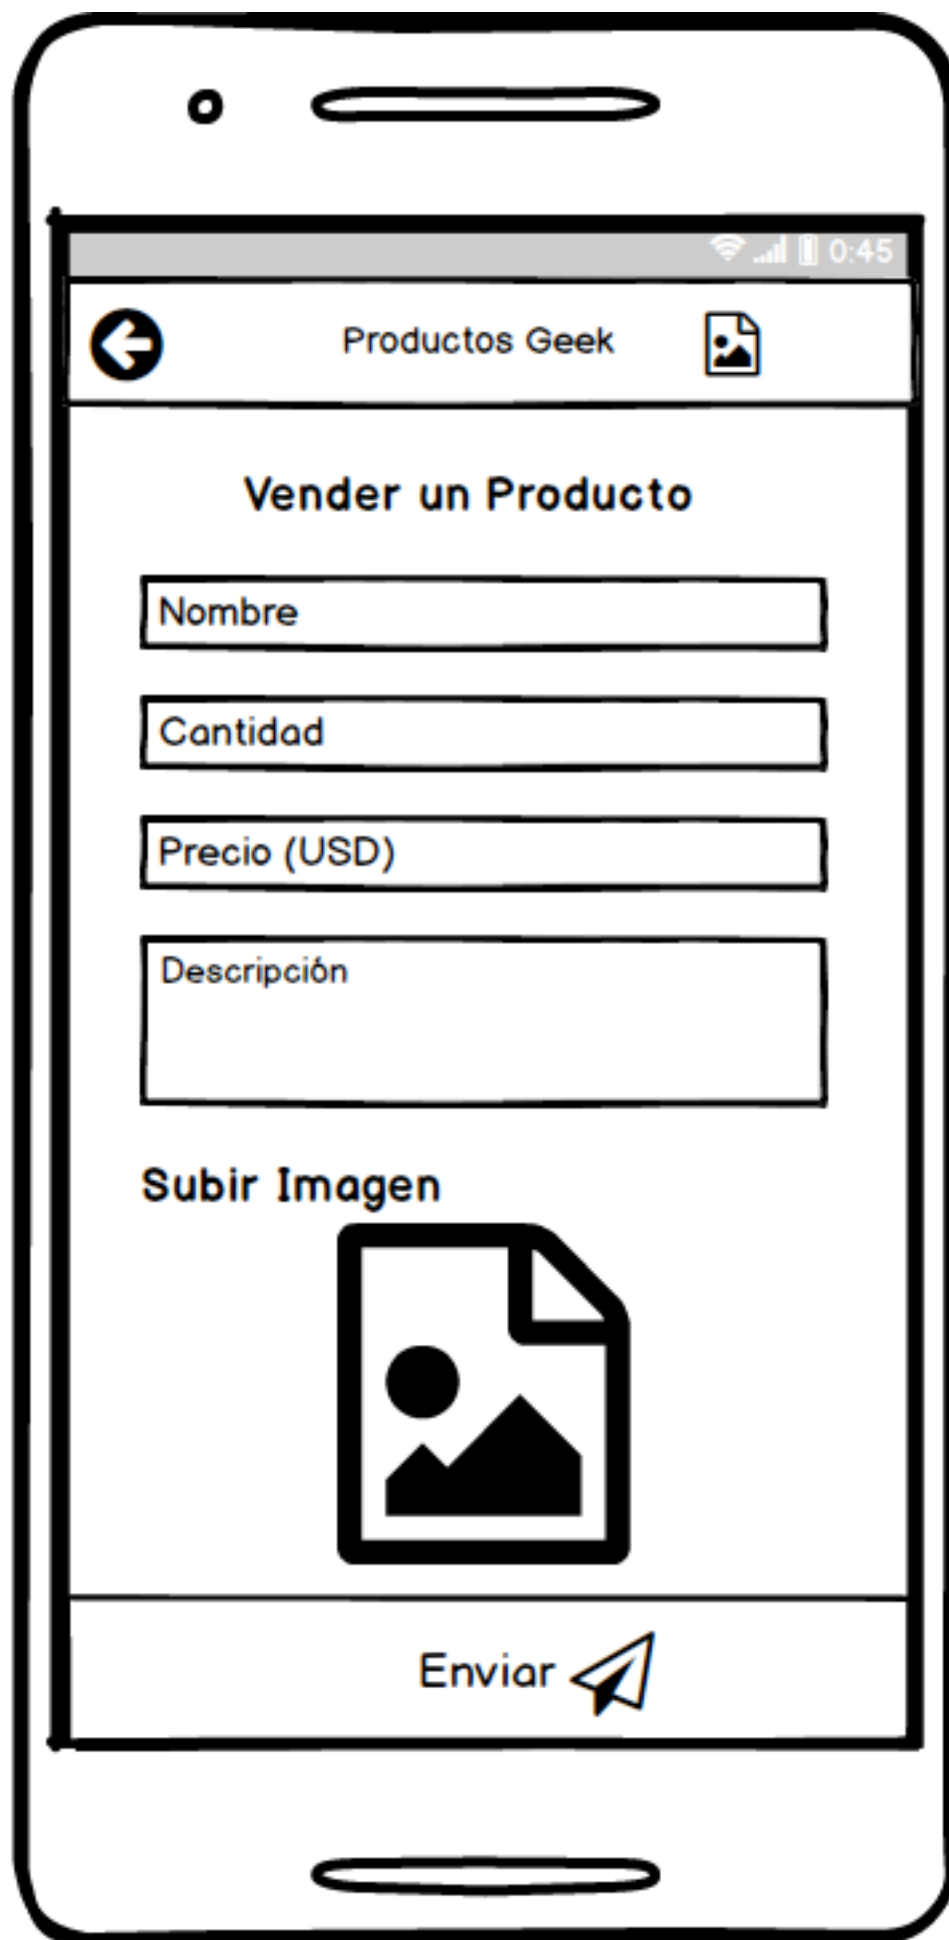 0:45
Productos Geek
Vender un Producto
Nombre
Cantidad
Precio (USD)
Descripción
Subir Imagen
Enviar